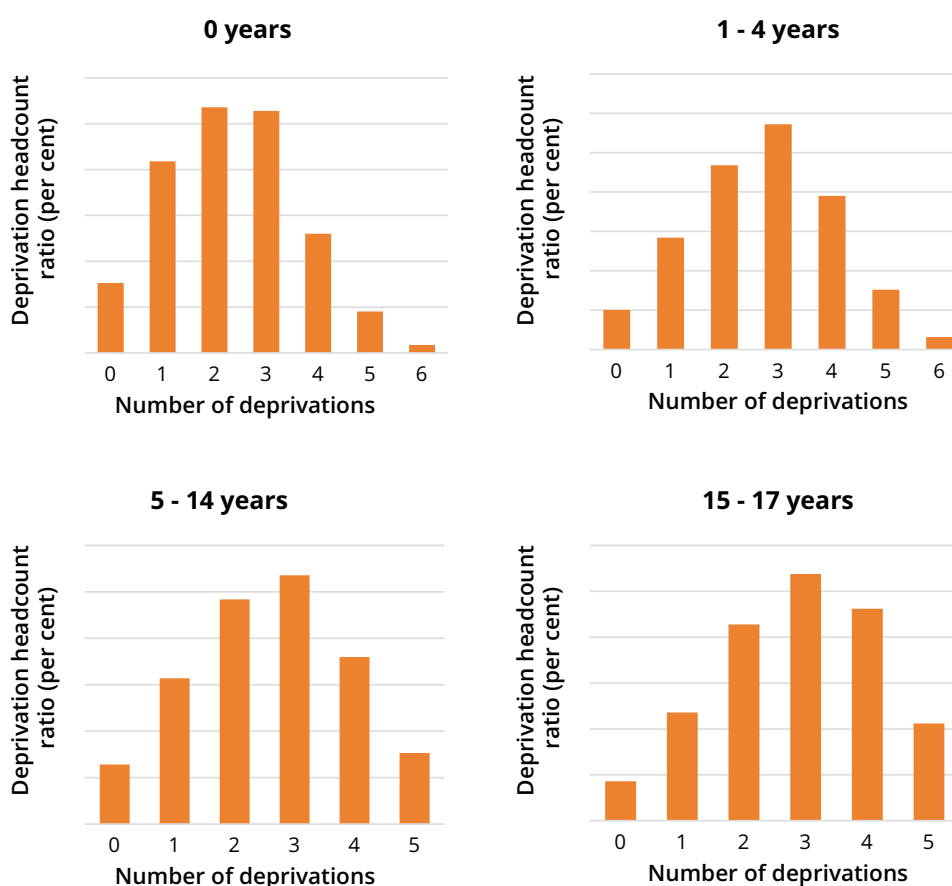 0 years
Deprivation headcount
ratio (per cent)
0 1 2 3 4 5 6
Number of deprivations
1 - 4 years
Deprivation headcount
ratio (per cent)
0 1 2 3 4 5 6
Number of deprivations
5 - 14 years
Deprivation headcount
ratio (per cent)
0 1 2 3 4 5
Number of deprivations
15 - 17 years
Deprivation headcount
ratio (per cent)
0 1 2 3 4 5
Number of deprivations